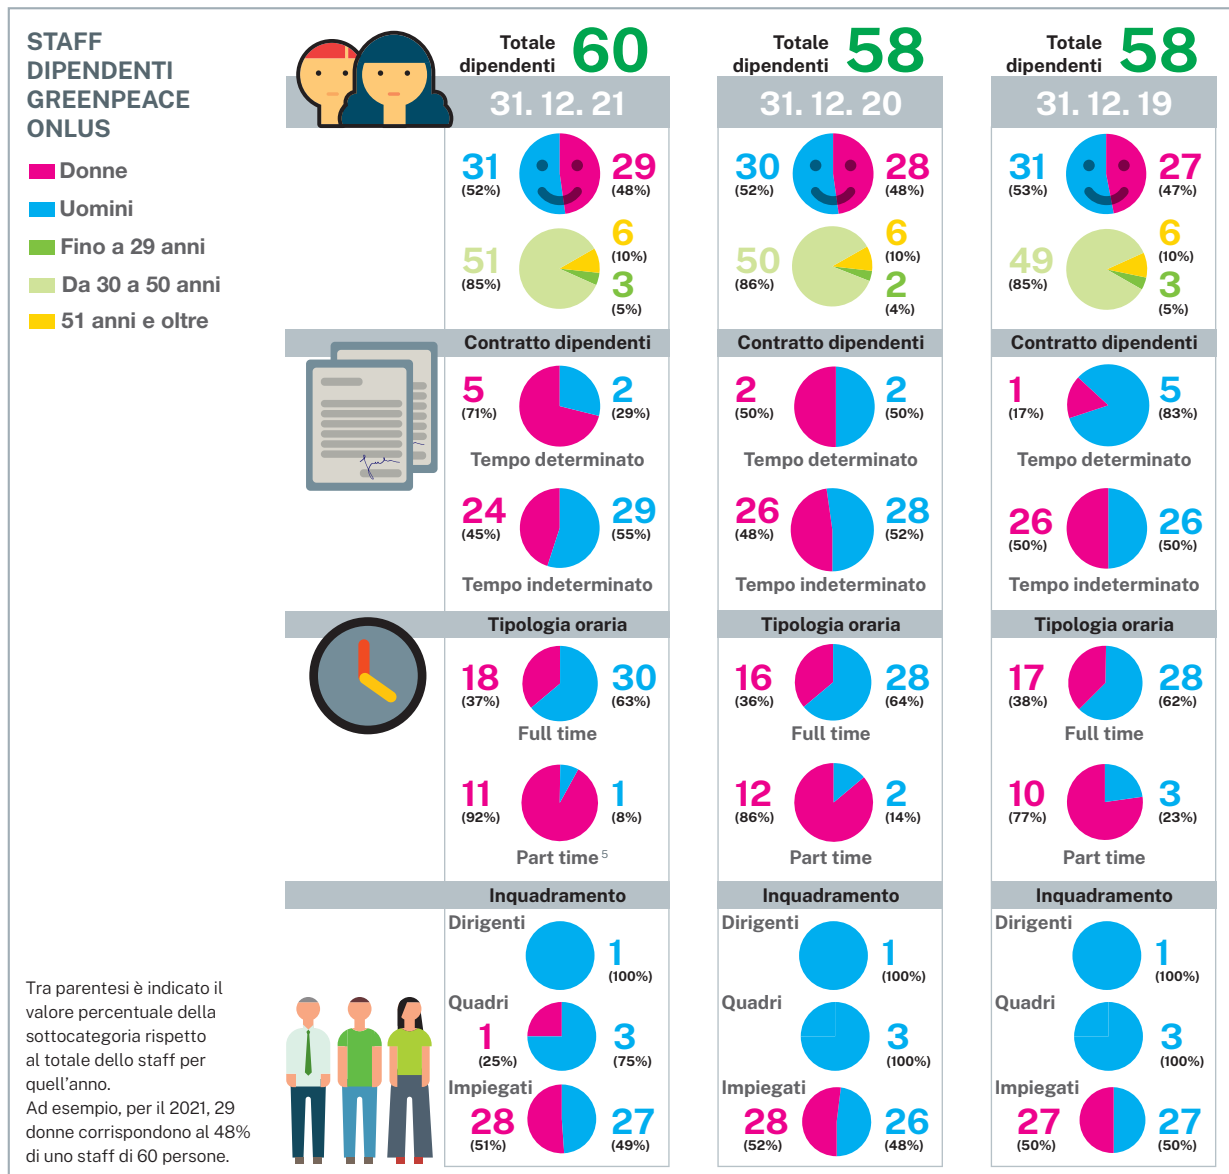 STAFF
DIPENDENTI
GREENPEACE
ONLUS
Donne
Uomini
Fino a 29 anni
Da 30 a 50 anni
51 anni e oltre
Totale
dipendenti 60
31. 12. 21
31 29
(52%) (48%)
6
(10%)
51
(85%)
3
(5%)
Contratto dipendenti
5 2
(71%) (29%)
Tempo determinato
24 29
(45%) (55%)
Tempo indeterminato
Tipologia oraria
18 30
(37%) (63%)
Full time
11 1
(92%) (8%)
Part time 5
Inquadramento
Dirigenti
1
(100%)
Quadri
1 3
(25%) (75%)
Impiegati
28 27
(51%) (49%)
Totale
dipendenti 58
31. 12. 20
30 28
(52%) (48%)
6
(10%)
50
(86%)
2
(4%)
Contratto dipendenti
2 2
(50%) (50%)
Tempo determinato
26 28
(48%) (52%)
Tempo indeterminato
Tipologia oraria
16 28
(36%) (64%)
Full time
12 2
(86%) (14%)
Part time
Inquadramento
Dirigenti
1
(100%)
Quadri
3
(100%)
Impiegati
28 26
(52%) (48%)
Totale
dipendenti 58
31. 12. 19
31 27
(53%) (47%)
6
(10%)
49
(85%)
3
(5%)
Contratto dipendenti
1 5
(17%) (83%)
Tempo determinato
26 26
(50%) (50%)
Tempo indeterminato
Tipologia oraria
17 28
(38%) (62%)
Full time
10 3
(77%) (23%)
Part time
Inquadramento
Dirigenti
1
(100%)
Quadri
3
(100%)
Impiegati
27 27
(50%) (50%)
Tra parentesi è indicato il
valore percentuale della
sottocategoria rispetto
al totale dello staff per
quell'anno.
Ad esempio, per il 2021, 29
donne corrispondono al 48%
di uno staff di 60 persone.